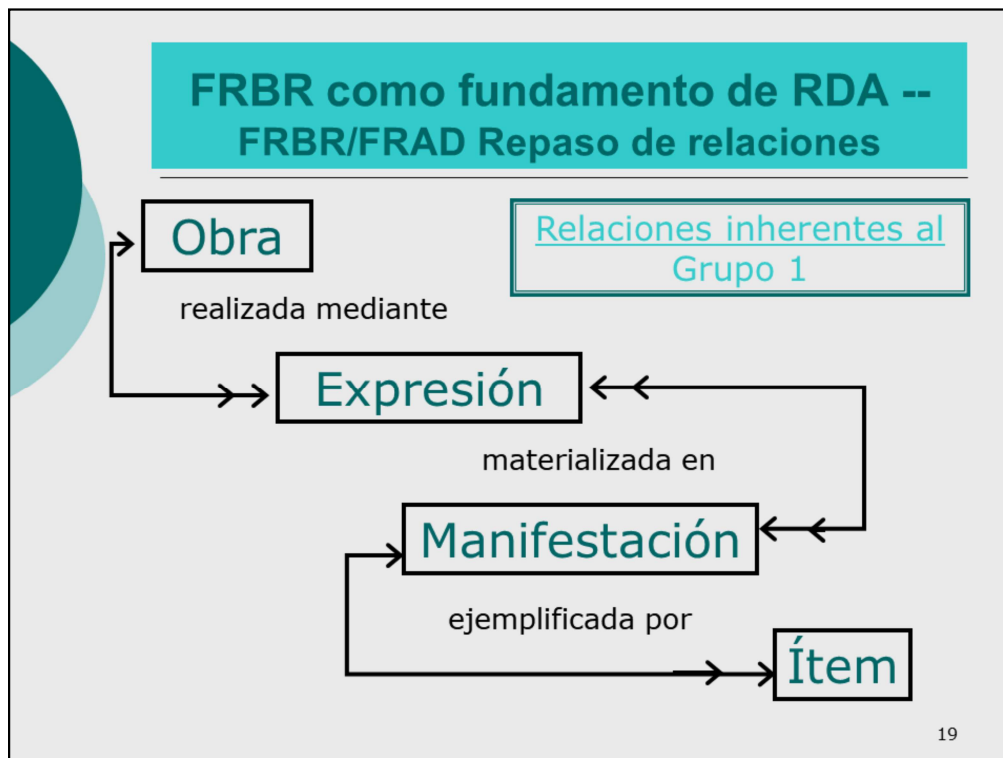 FRBR como fundamento de RDA --
FRBR/FRAD Repaso de relaciones
Obra
Relaciones inherentes al
Grupo 1
realizada mediante
Expresión
materializada en
Manifestación
ejemplificada por
Ítem
19